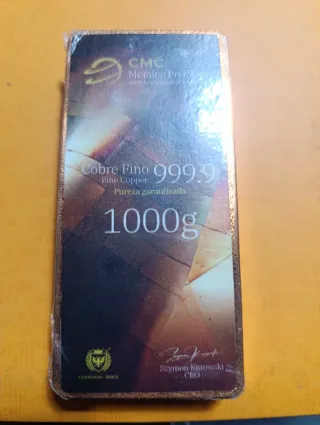 CMC
Cobre Fino
Fine Copper
999.9
Pureza garantizada
1000g
Szymon Kurowski
CEO